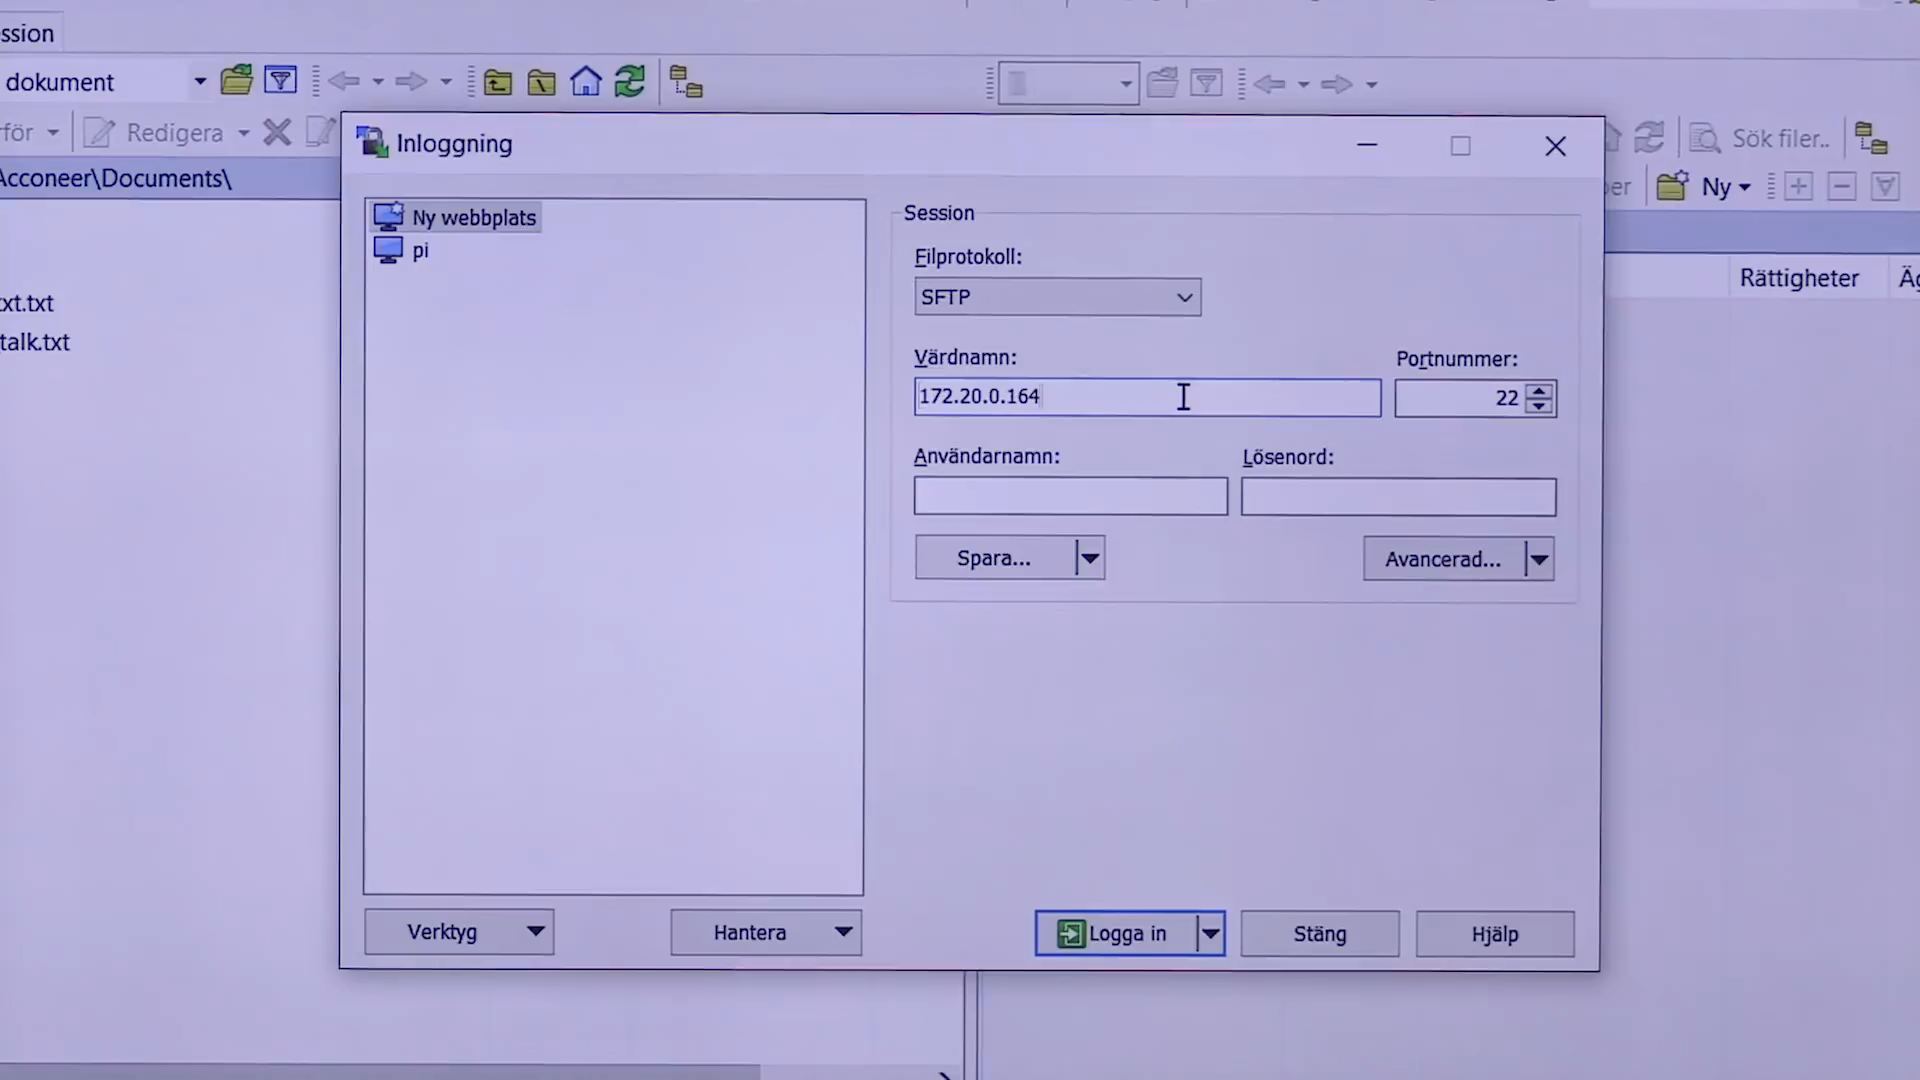 ssion
dokument
för
Redigera
Sök filer..
Acconeer\Documents\
Ny
xt.txt
talk.txt
Rättigheter
Inloggning
Ny webbplats
pi
Session
Filprotokoll:
SFTP
Värdnamn:
Portnummer:
172.20.0.164
22
Användarnamn:
Lösenord:
Spara...
Avancerad...
Verktyg
Hantera
Logga in
Stäng
Hjälp